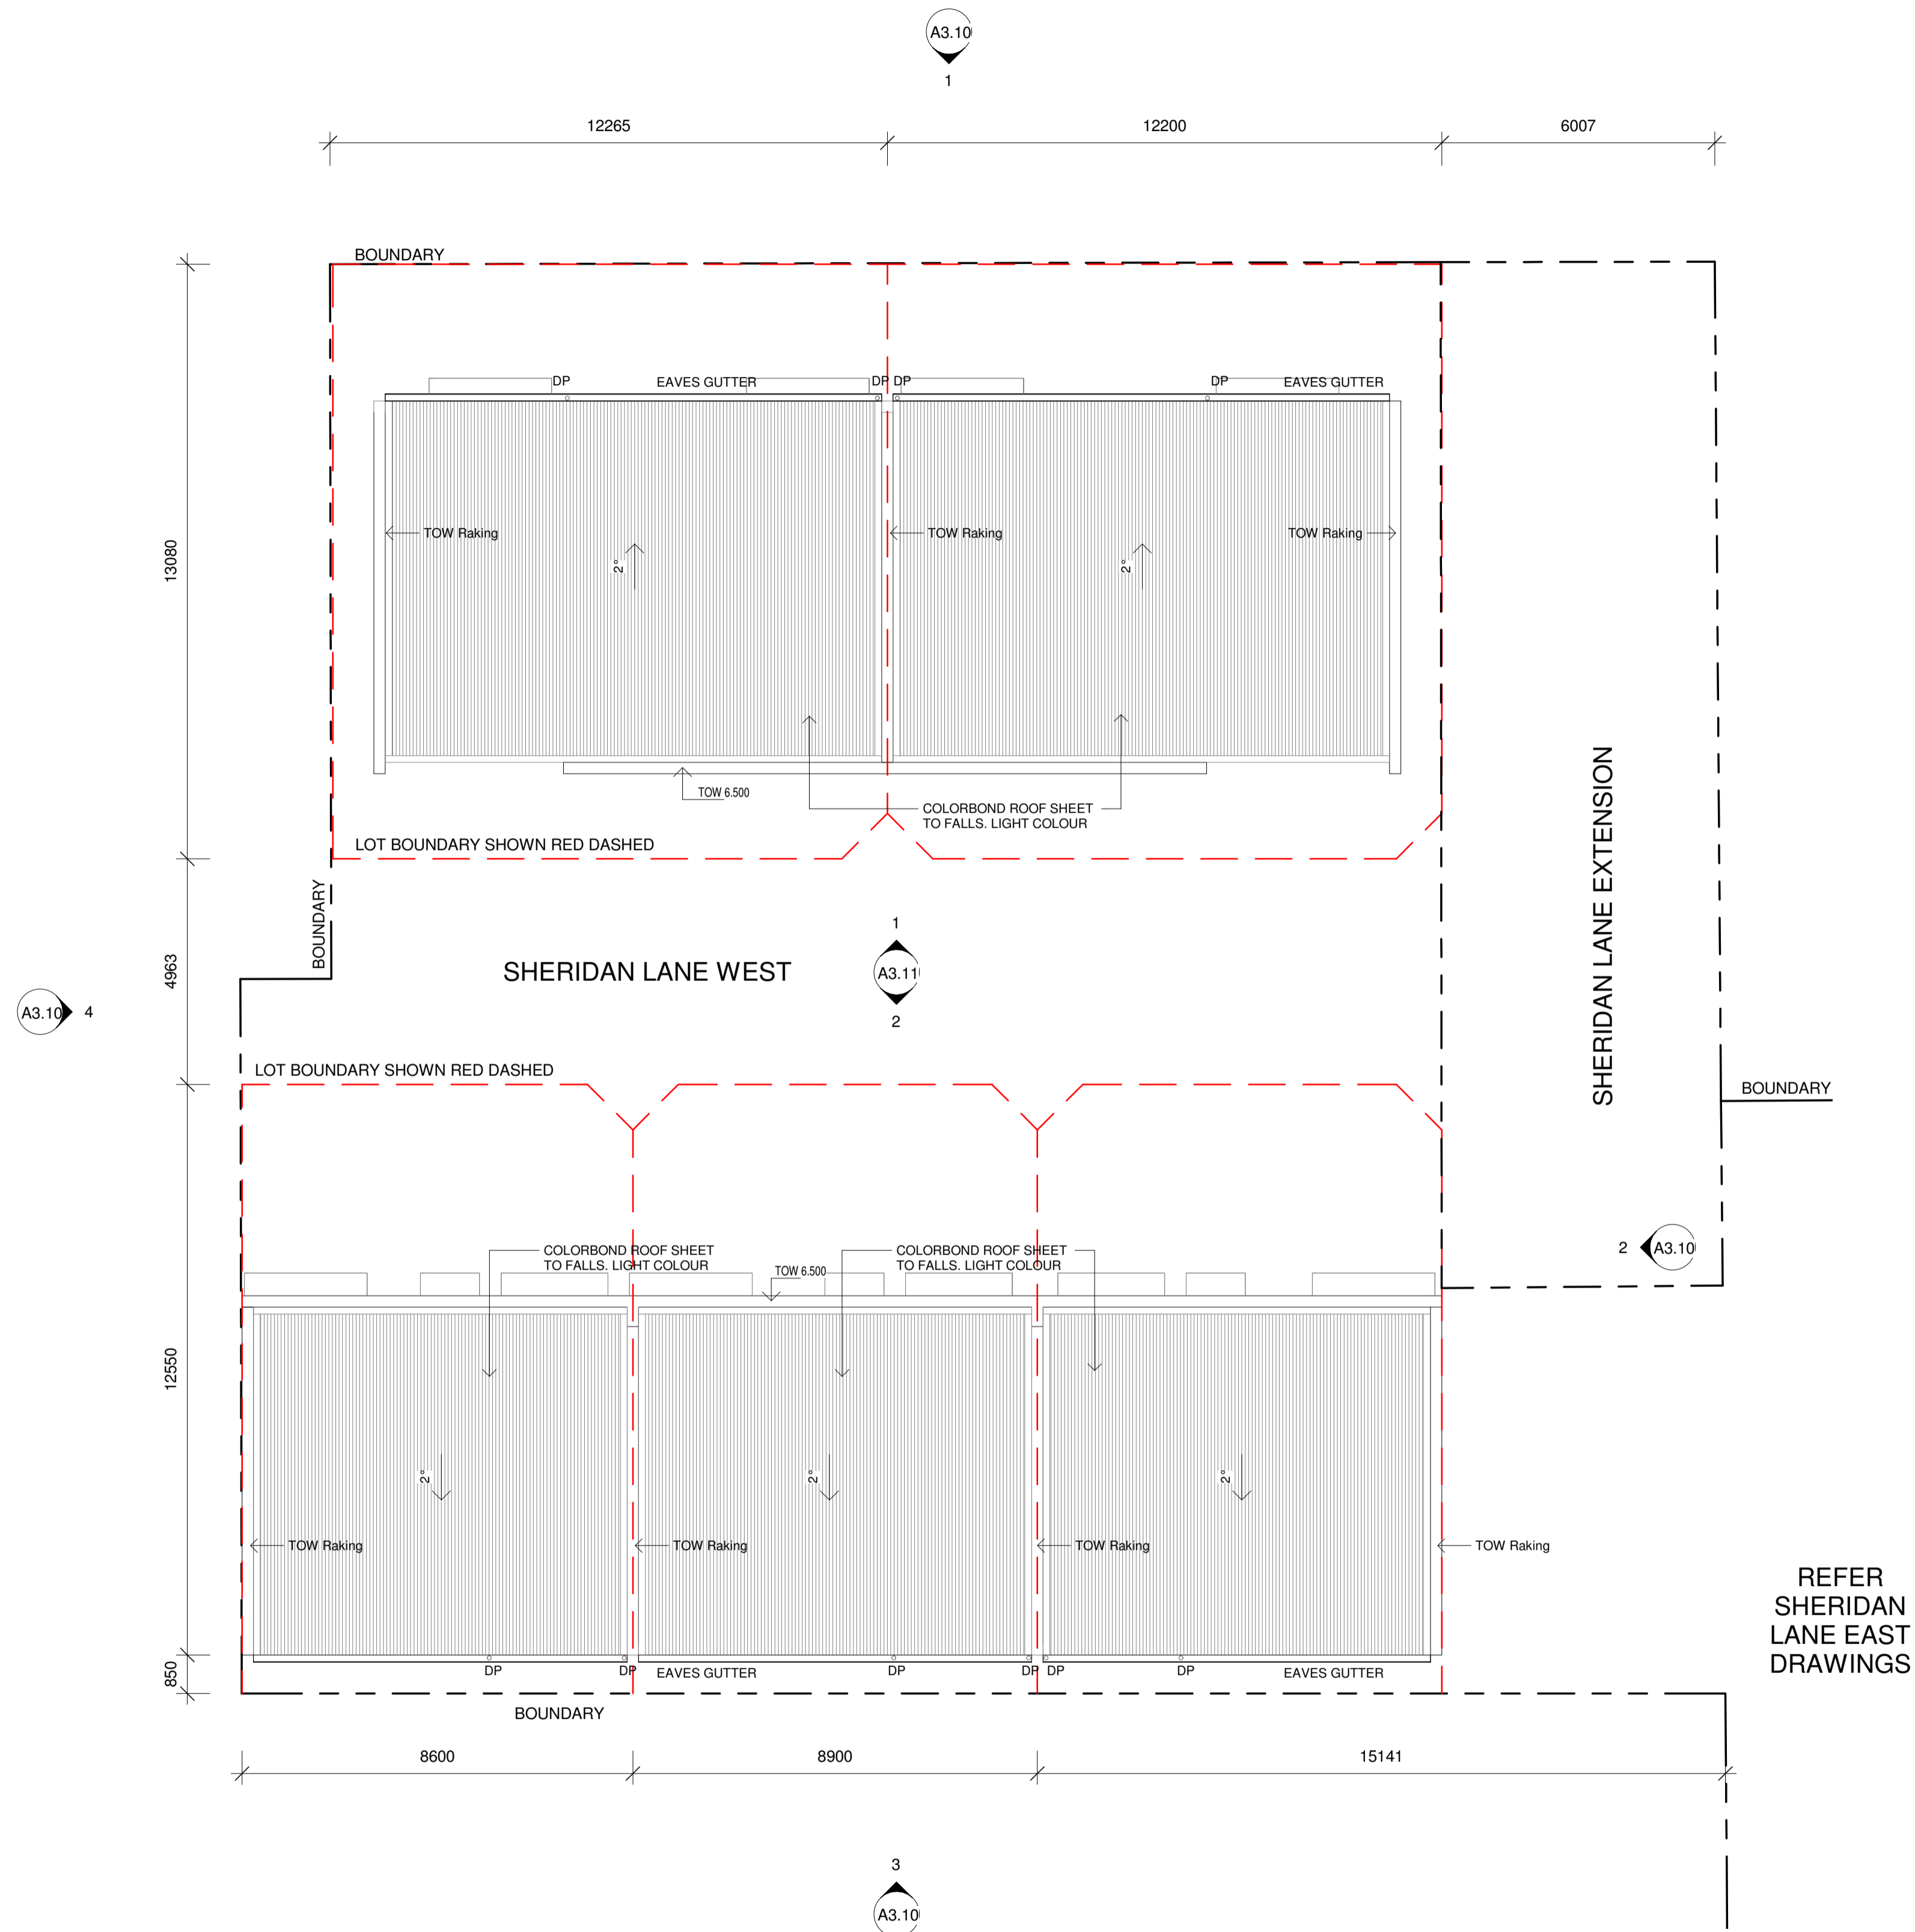 A3.10
1
12265
12200
6007
BOUNDARY
DP
EAVES GUTTER
DP DP
DP
EAVES GUTTER
TOW Raking
TOW Raking
TOW Raking
2°
2°
13080
TOW 6.500
COLORBOND ROOF SHEET
TO FALLS. LIGHT COLOUR
LOT BOUNDARY SHOWN RED DASHED
SHERIDAN LANE EXTENSION
BOUNDARY
1
4963
SHERIDAN LANE WEST
A3.11
2
A3.10
4
LOT BOUNDARY SHOWN RED DASHED
BOUNDARY
COLORBOND ROOF SHEET
TO FALLS. LIGHT COLOUR
COLORBOND ROOF SHEET
TO FALLS. LIGHT COLOUR
2
A3.10
TOW 6.500
12550
2°
2°
2°
TOW Raking
TOW Raking
TOW Raking
TOW Raking
REFER
SHERIDAN
LANE EAST
DRAWINGS
850
DP
DP
EAVES GUTTER
DP
DP DP
DP
EAVES GUTTER
BOUNDARY
8600
8900
15141
3
A3.10